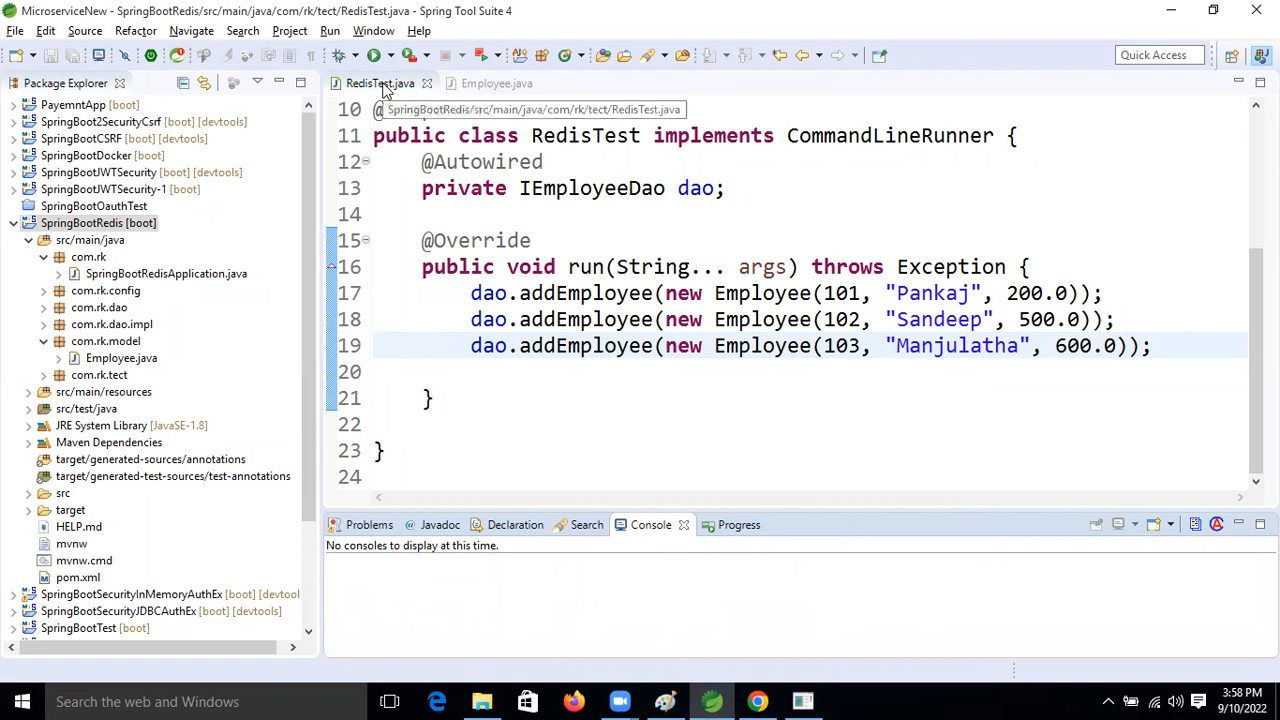 MicroserviceNew - SpringBootRedis/src/main/java/com/rk/tect/RedisTest.java - Spring Tool Suite 4
File Edit Source Refactor Navigate Search Project Run Window Help
Quick Access
Package Explorer
PayemntApp [boot]
SpringBoot2SecurityCsrf [boot] [devtools]
SpringBootCSRF [boot] [devtools]
SpringBootDocker [boot]
SpringBootJWTSecurity [boot] [devtools]
SpringBootJWTSecurity-1 [boot]
SpringBootOauthTest
SpringBootRedis [boot]
src/main/java
com.rk
SpringBootRedisApplication.java
com.rk.config
com.rk.dao
com.rk.dao.impl
com.rk.model
Employee.java
com.rk.tect
src/main/resources
src/test/java
JRE System Library [JavaSE-1.8]
Maven Dependencies
target/generated-sources/annotations
target/generated-test-sources/test-annotations
src
target
HELP.md
mvnw
mvnw.cmd
pom.xml
SpringBootSecurityInMemoryAuthEx [boot] [devtool
SpringBootSecurityJDBCAuthEx [boot] [devtools]
SpringBootTest [boot]
RedisTest.java Employee.java
SpringBootRedis/src/main/java/com/rk/tect/RedisTest.java
10 @
11 public class RedisTest implements CommandLineRunner {
12 @Autowired
13 private IEmployeeDao dao;
14
15 @Override
16 public void run(String... args) throws Exception {
17 dao.addEmployee(new Employee(101, "Pankaj", 200.0));
18 dao.addEmployee(new Employee(102, "Sandeep", 500.0));
19 dao.addEmployee(new Employee(103, "Manjulatha", 600.0));
20
21 }
22
23 }
24
Problems @ Javadoc Declaration Search Console Progress
No consoles to display at this time.
Search the web and Windows
3:58 PM
9/10/2022